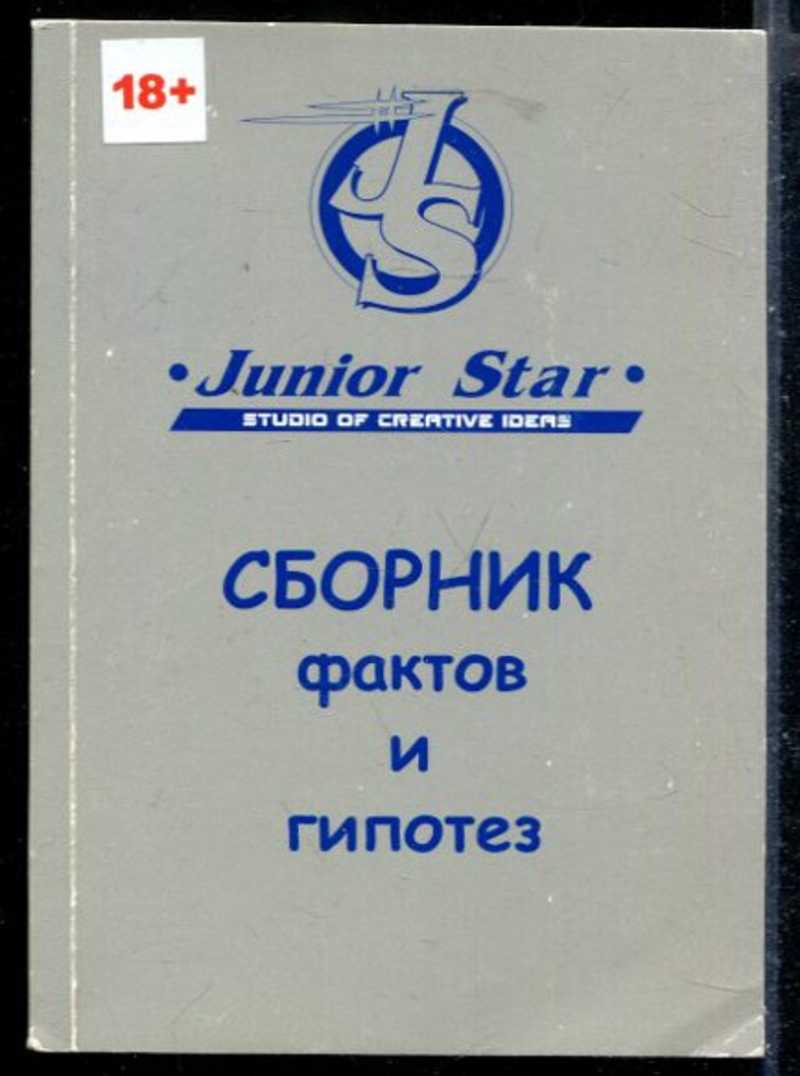 18+
JS
• Junior Star •
STUDIO OF CREATIVE IDEAS
СБОРНИК
фактов
и
гипотез